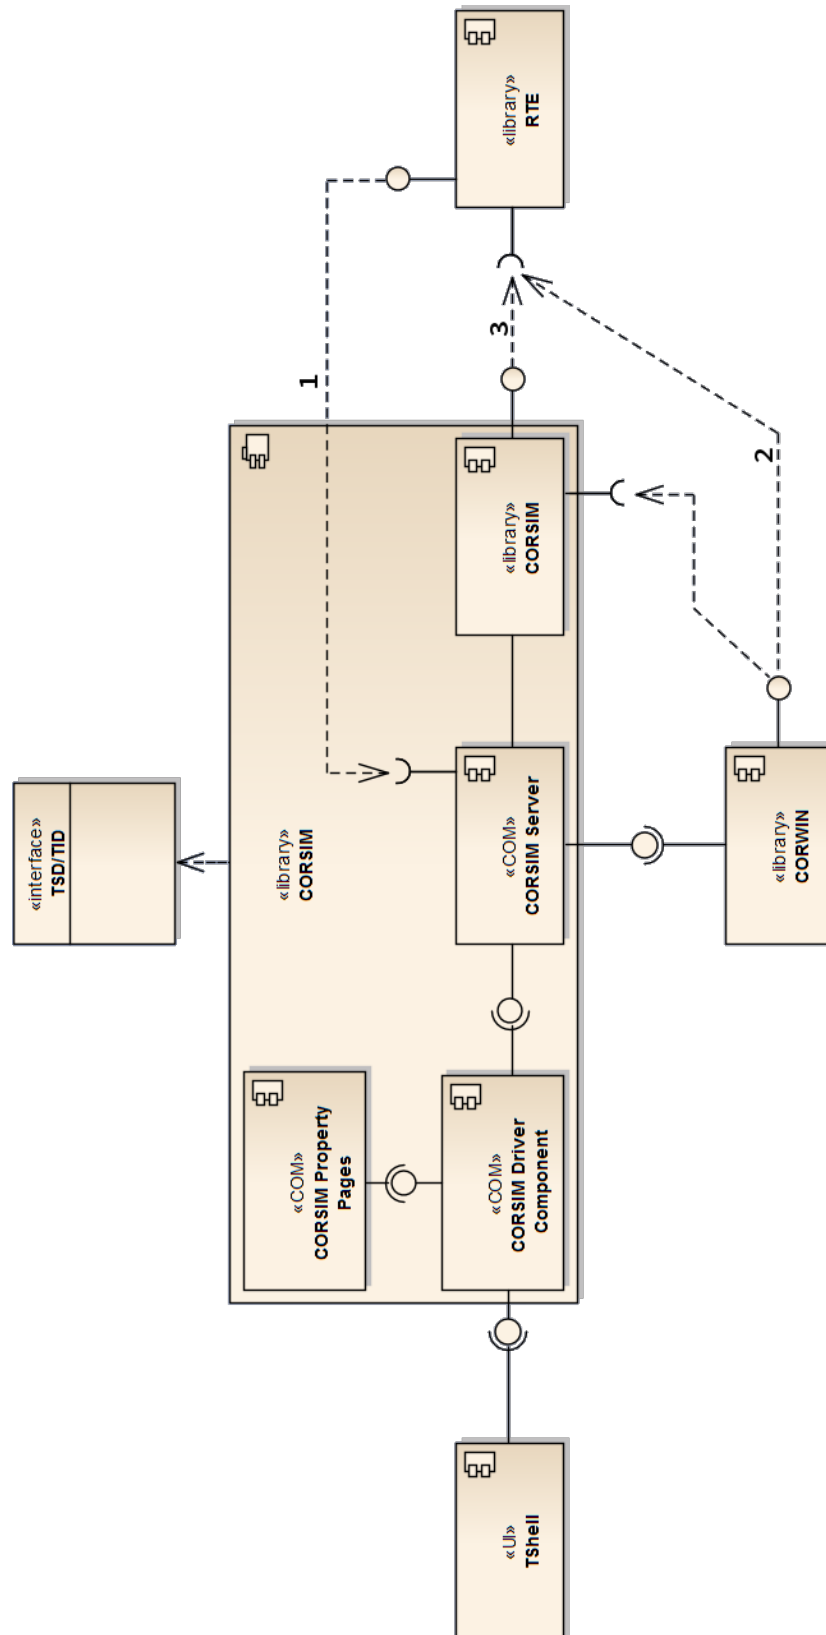 «interface»
TSD/TID
«library»
CORSIM
«COM»
CORSIM Property
Pages
«UI»
TShell
«COM»
CORSIM Driver
Component
«COM»
CORSIM Server
«library»
CORSIM
«library»
RTE
«library»
CORWIN
1
3
2